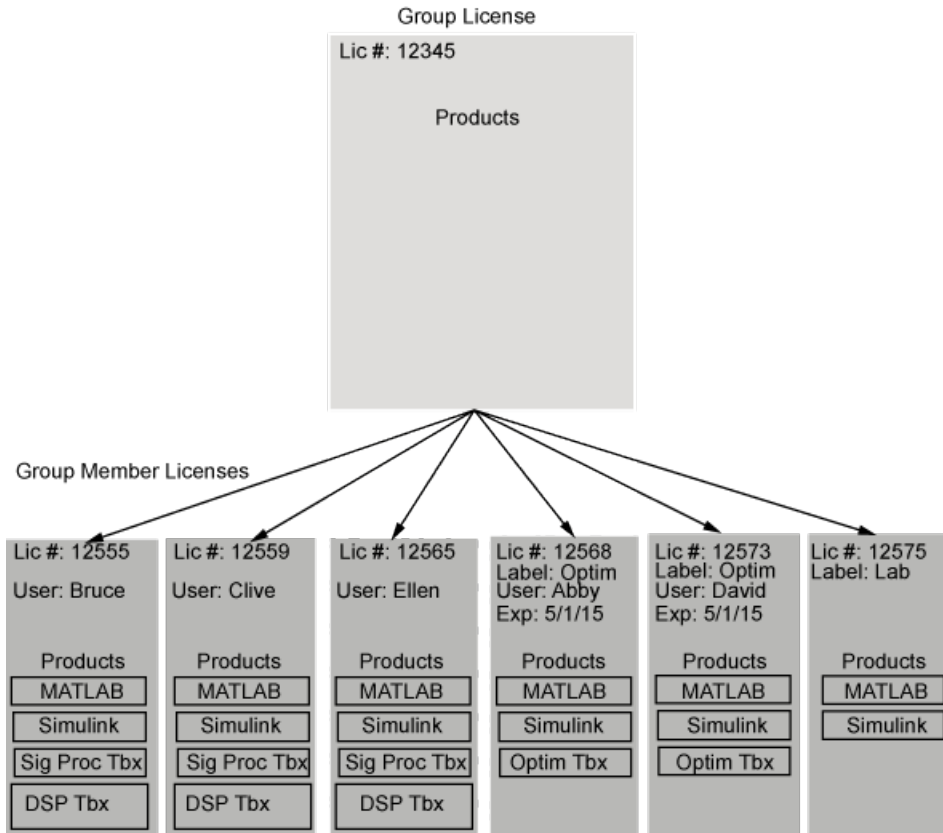 Group License
Lic #: 12345
Products
Group Member Licenses
Lic #: 12555
User: Bruce
Products
MATLAB
Simulink
Sig Proc Tbx
DSP Tbx
Lic #: 12559
User: Clive
Products
MATLAB
Simulink
Sig Proc Tbx
DSP Tbx
Lic #: 12565
User: Ellen
Products
MATLAB
Simulink
Sig Proc Tbx
DSP Tbx
Lic #: 12568
Label: Optim
User: Abby
Exp: 5/1/15
Products
MATLAB
Simulink
Optim Tbx
Lic #: 12573
Label: Optim
User: David
Exp: 5/1/15
Products
MATLAB
Simulink
Optim Tbx
Lic #: 12575
Label: Lab
Products
MATLAB
Simulink